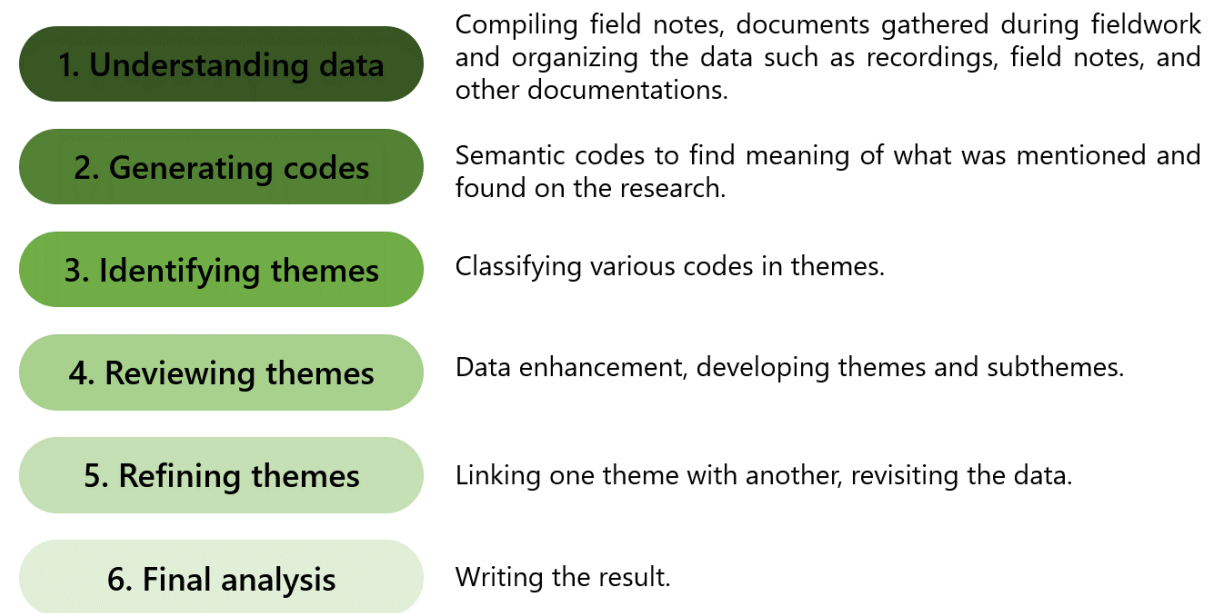 1. Understanding data
Compiling field notes, documents gathered during fieldwork
and organizing the data such as recordings, field notes, and
other documentations.
2. Generating codes
Semantic codes to find meaning of what was mentioned and
found on the research.
3. Identifying themes
Classifying various codes in themes.
4. Reviewing themes
Data enhancement, developing themes and subthemes.
5. Refining themes
Linking one theme with another, revisiting the data.
6. Final analysis
Writing the result.